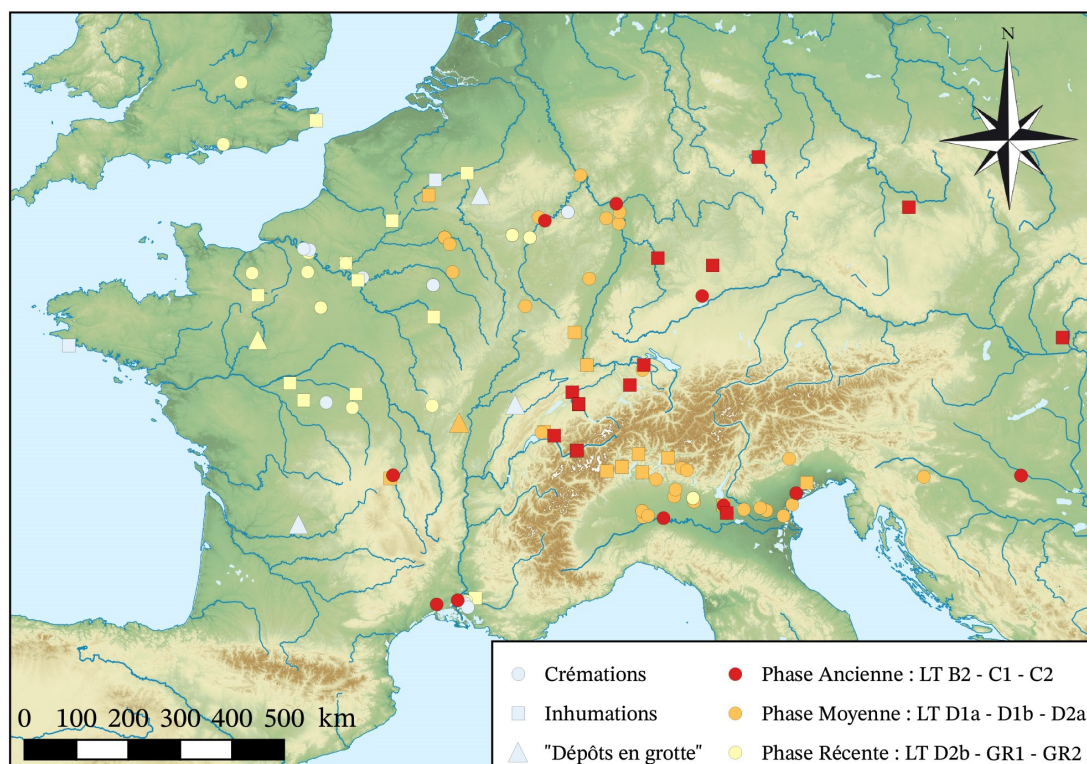 N
Crémations
Phase Ancienne : LT B2 - C1 - C2
Inhumations
Phase Moyenne : LT D1a - D1b - D2a
"Dépôts en grotte"
Phase Récente : LT D2b - GR1 - GR2
0 100 200 300 400 500 km